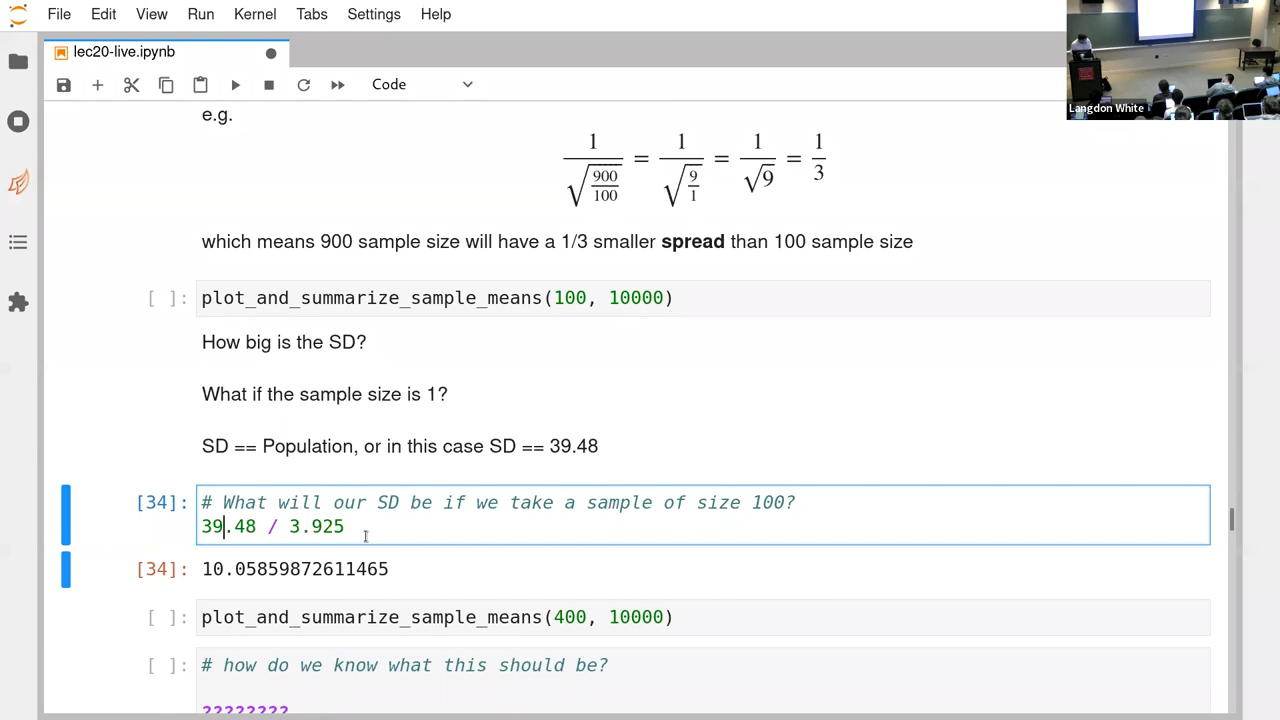 File Edit View Run Kernel Tabs Settings Help
lec20-live.ipynb
Code
Langdon White
e.g.
1/√(900/100) = 1/√(9/1) = 1/√9 = 1/3
which means 900 sample size will have a 1/3 smaller spread than 100 sample size
[ ]: plot_and_summarize_sample_means(100, 10000)
How big is the SD?
What if the sample size is 1?
SD == Population, or in this case SD == 39.48
[34]: # What will our SD be if we take a sample of size 100?
39.48 / 3.925
[34]: 10.05859872611465
[ ]: plot_and_summarize_sample_means(400, 10000)
[ ]: # how do we know what this should be?
????????